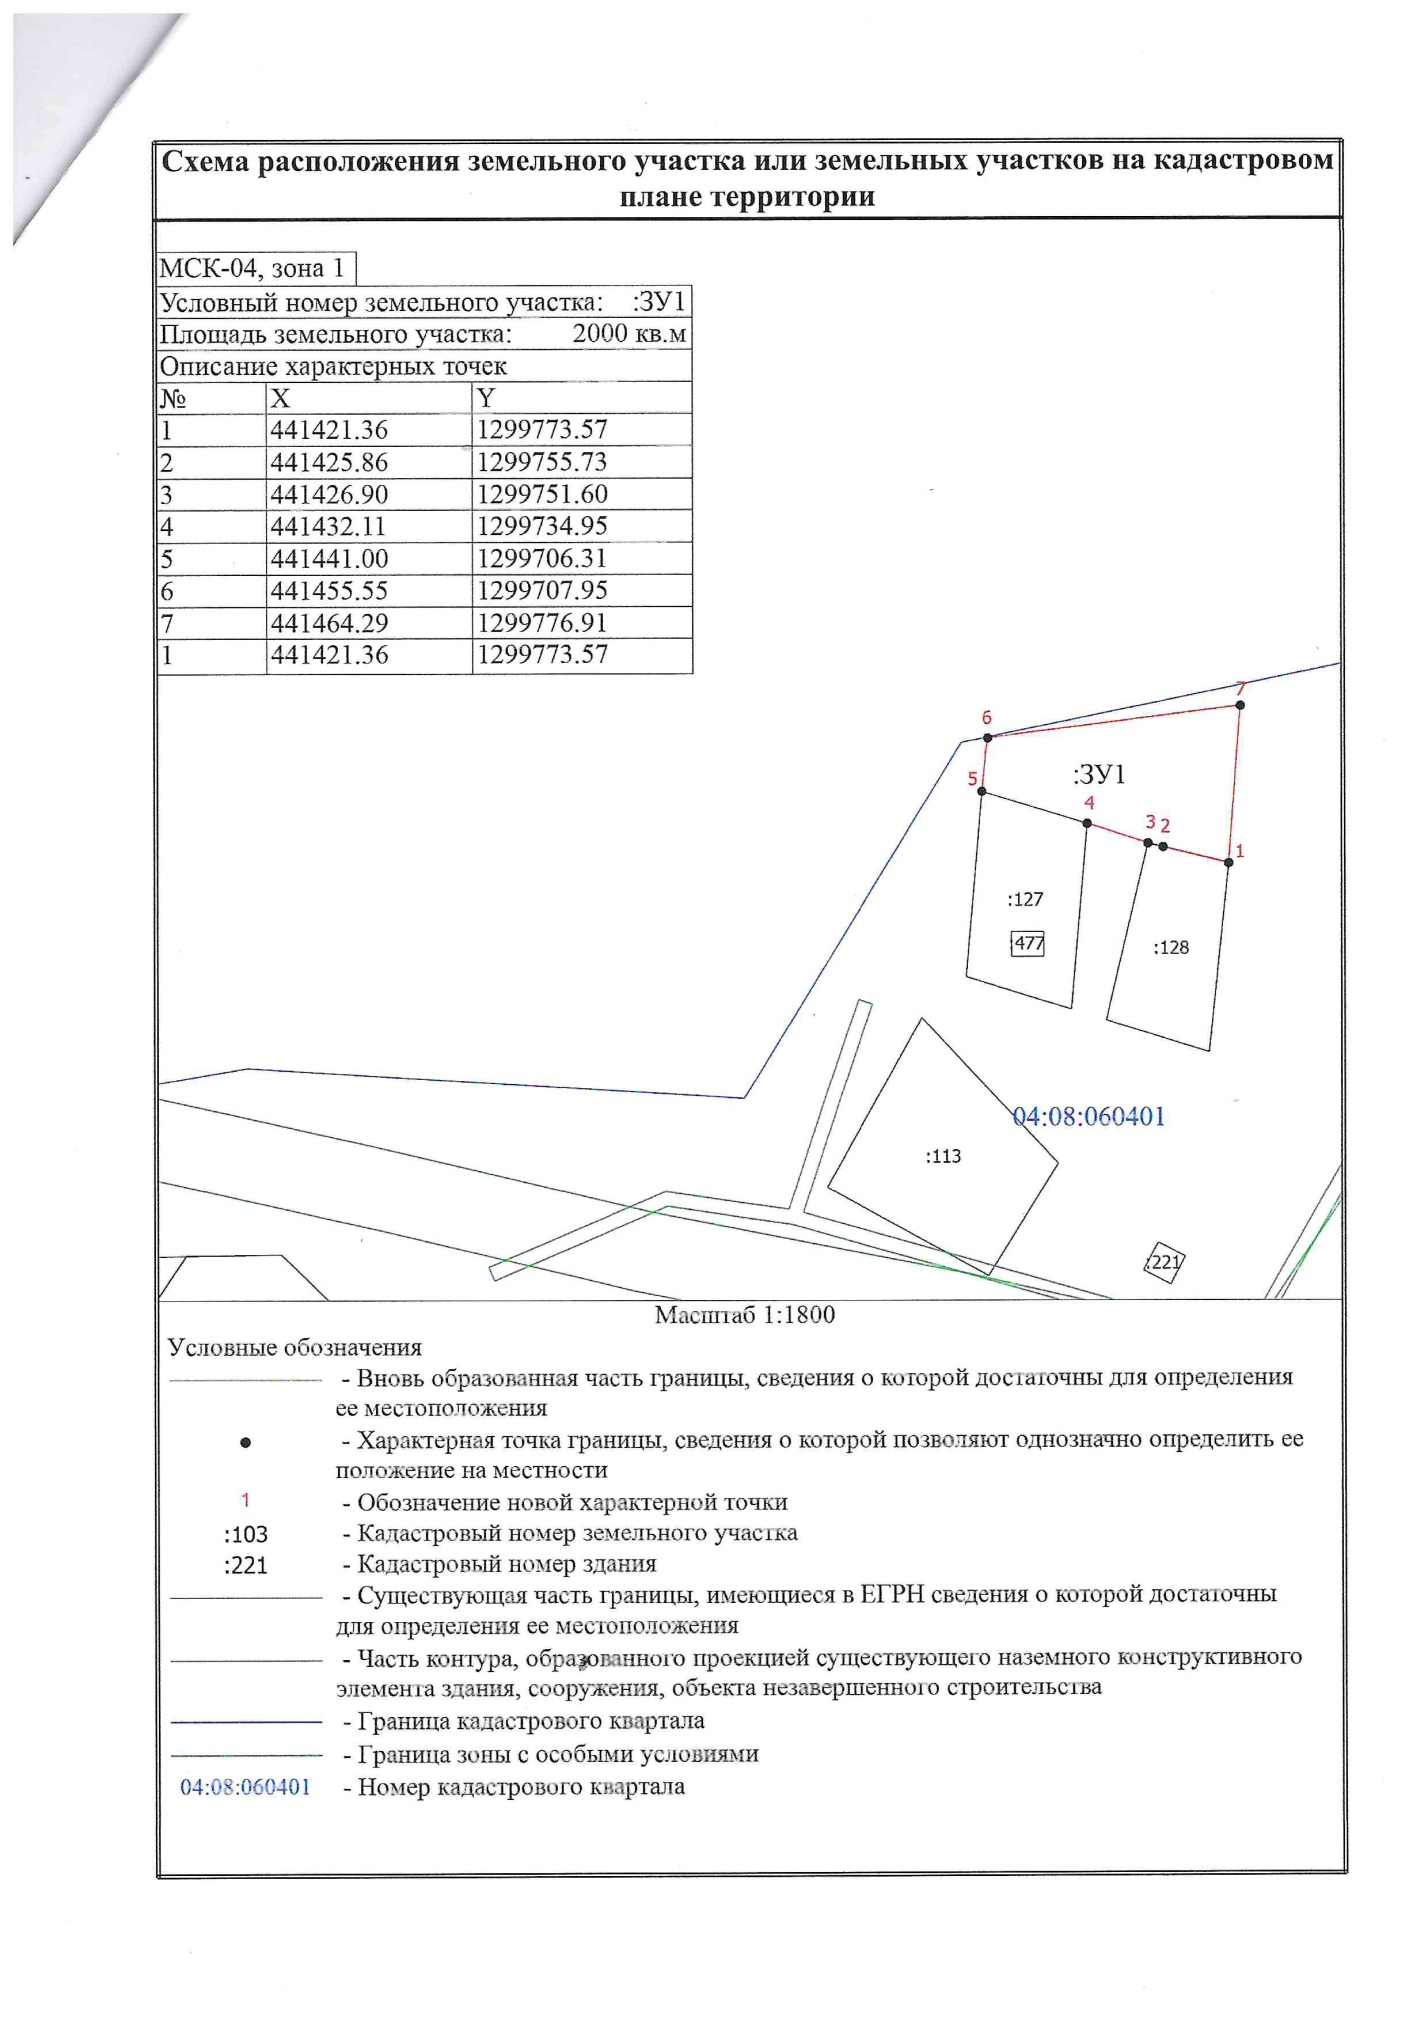 Схема расположения земельного участка или земельных участков на кадастровом
плане территории
МСК-04, зона 1
Условный номер земельного участка: :ЗУ1
Площадь земельного участка: 2000 кв.м
Описание характерных точек
№ X Y
1 441421.36 1299773.57
2 441425.86 1299755.73
3 441426.90 1299751.60
4 441432.11 1299734.95
5 441441.00 1299706.31
6 441455.55 1299707.95
7 441464.29 1299776.91
1 441421.36 1299773.57
7
6
:ЗУ1
5
4
3 2
1
:127
477
:128
04:08:060401
:113
:221
Масштаб 1:1800
Условные обозначения
- Вновь образованная часть границы, сведения о которой достаточны для определения
ее местоположения
- Характерная точка границы, сведения о которой позволяют однозначно определить ее
положение на местности
1 - Обозначение новой характерной точки
:103 - Кадастровый номер земельного участка
:221 - Кадастровый номер здания
- Существующая часть границы, имеющиеся в ЕГРН сведения о которой достаточны
для определения ее местоположения
- Часть контура, образованного проекцией существующего наземного конструктивного
элемента здания, сооружения, объекта незавершенного строительства
- Граница кадастрового квартала
- Граница зоны с особыми условиями
04:08:060401 - Номер кадастрового квартала